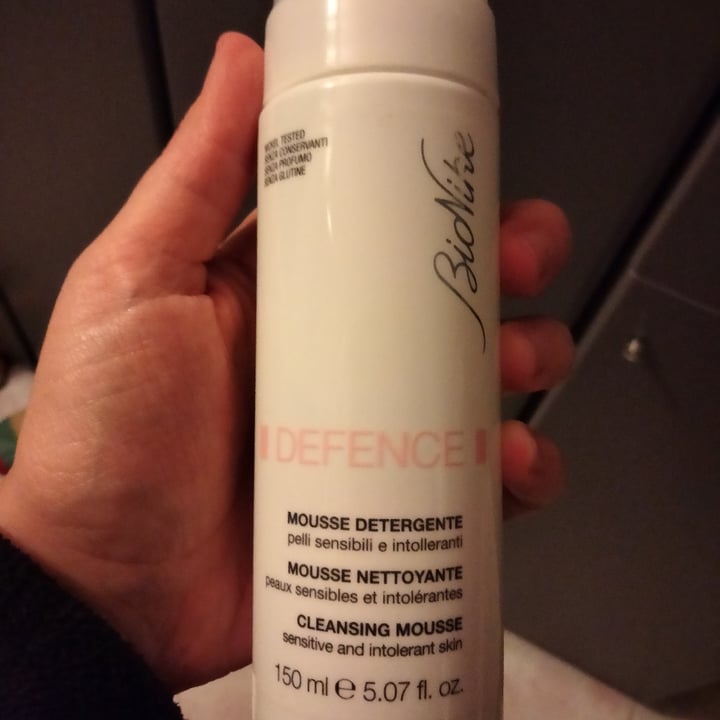 NICKEL TESTED
SENZA CONSERVANTI
SENZA PROFUMO
SENZA GLUTINE
BioNike
DEFENCE
MOUSSE DETERGENTE
pelli sensibili e intolleranti
MOUSSE NETTOYANTE
peaux sensibles et intolérantes
CLEANSING MOUSSE
sensitive and intolerant skin
150 ml e 5.07 fl. oz.